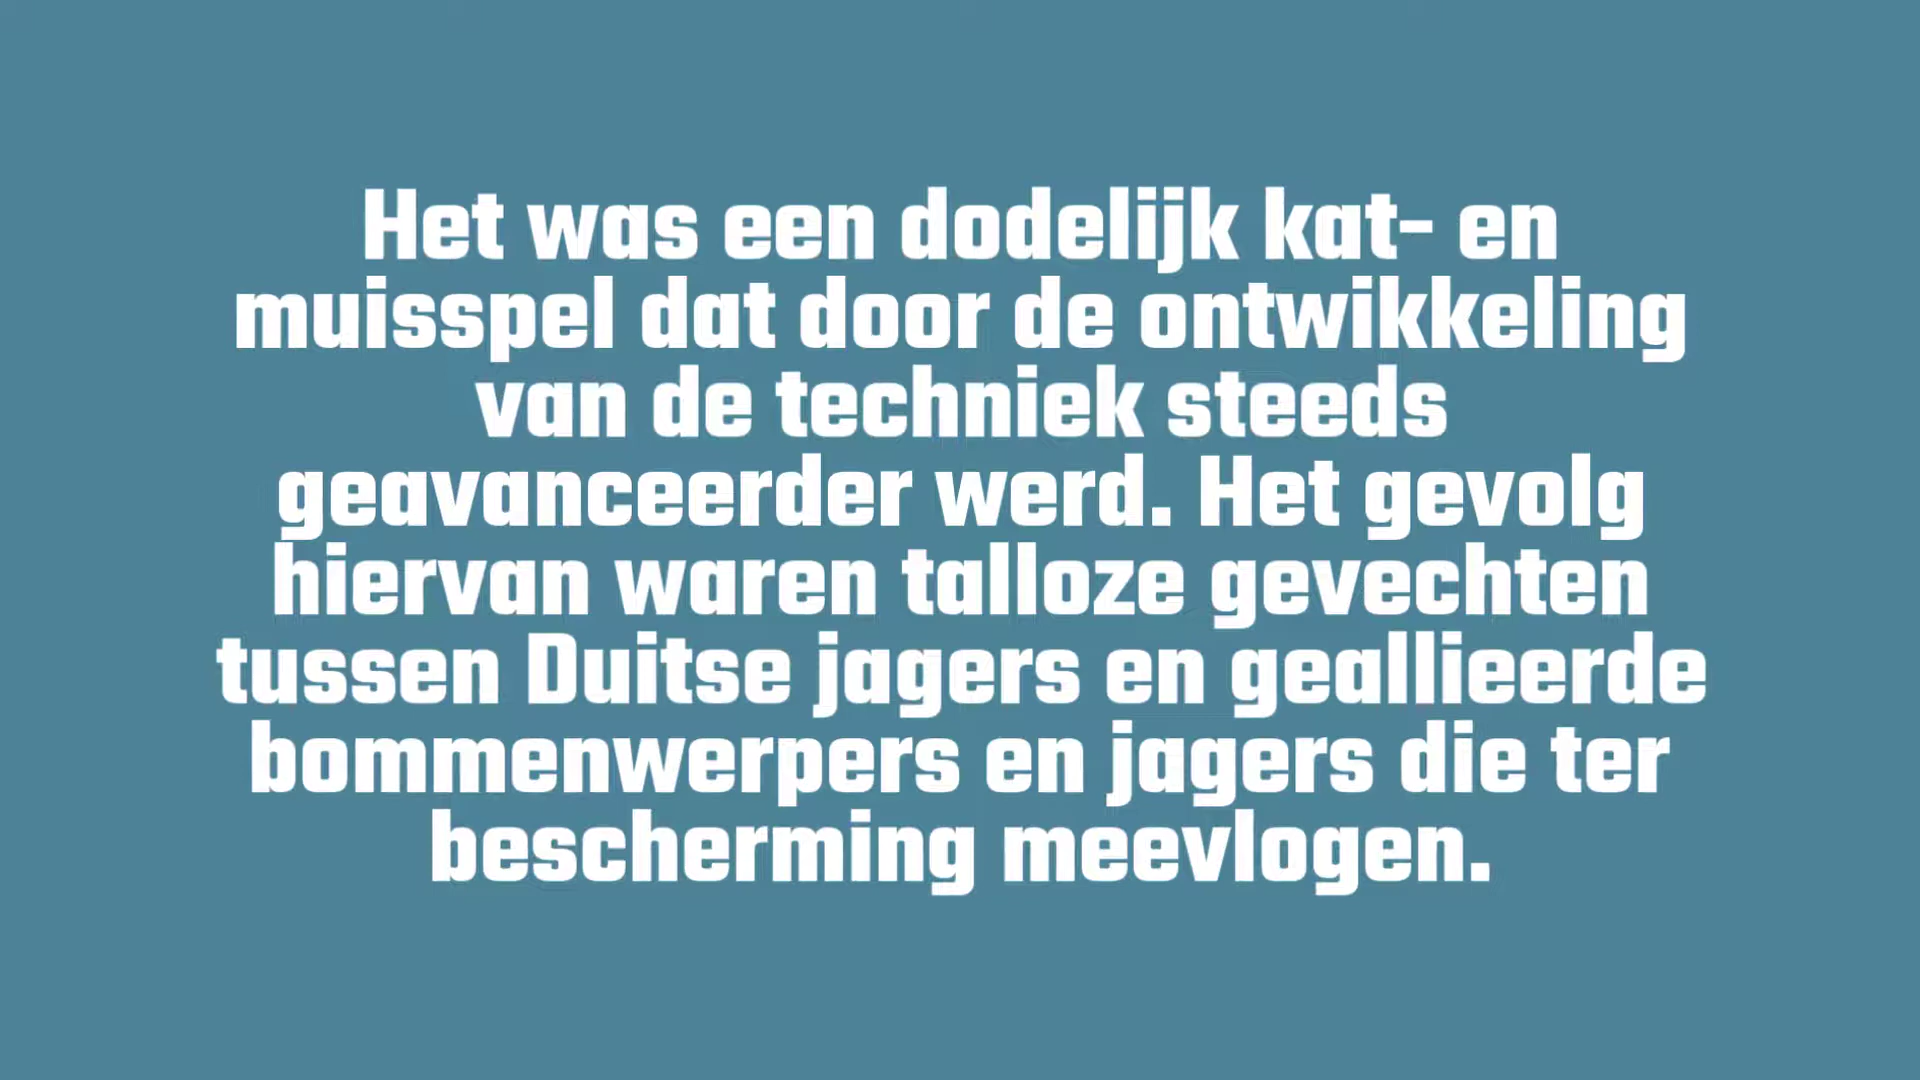 Het was een dodelijk kat- en
muisspel dat door de ontwikkeling
van de techniek steeds
geavanceerder werd. Het gevolg
hiervan waren talloze gevechten
tussen Duitse jagers en geallieerde
bommenwerpers en jagers die ter
bescherming meevlogen.